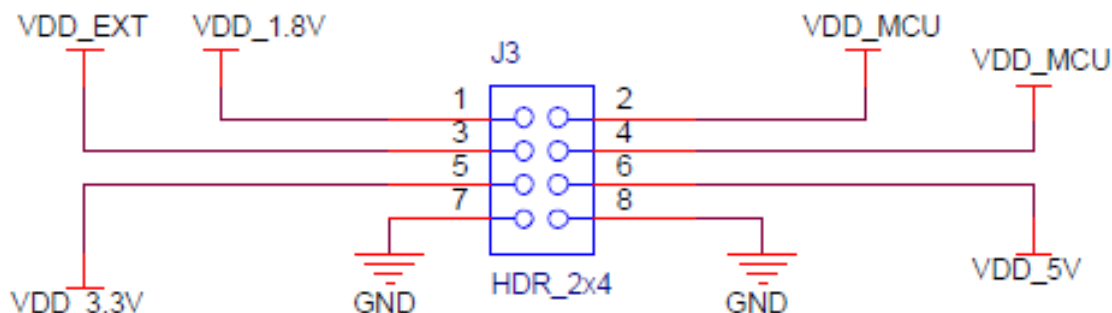 VDD_EXT
VDD_1.8V
VDD_MCU
VDD_MCU
J3
1
2
3
4
5
6
7
8
VDD_3.3V
GND
HDR_2x4
GND
VDD_5V